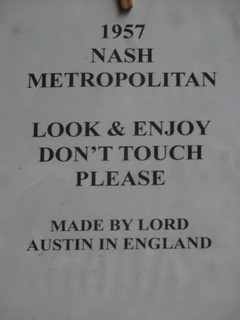 1957
NASH
METROPOLITAN
LOOK & ENJOY
DON'T TOUCH
PLEASE
MADE BY LORD
AUSTIN IN ENGLAND